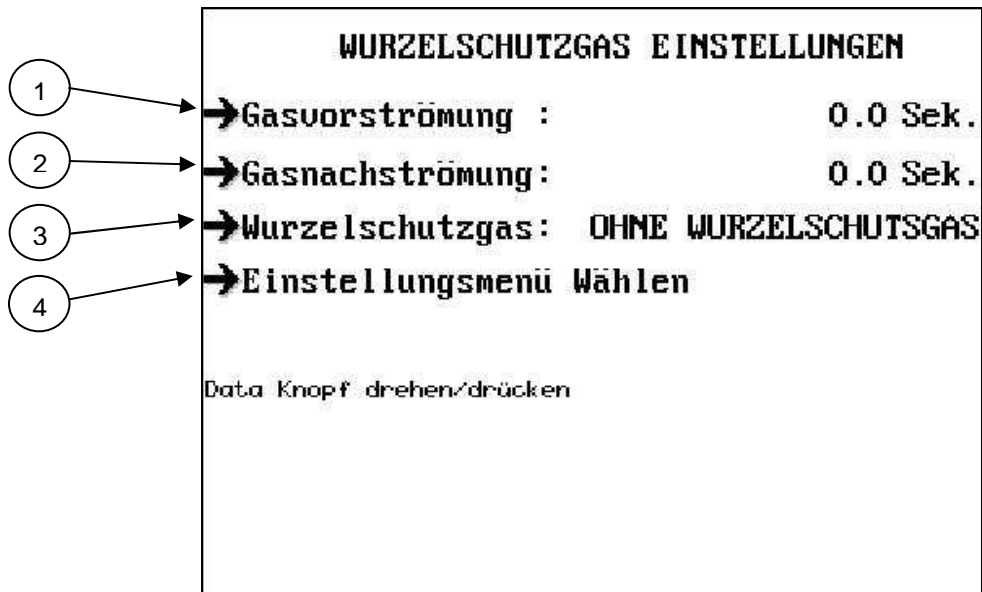 WURZELSCHUTZGAS EINSTELLUNGEN
1 →Gasvorströmung : 0.0 Sek.
2 →Gasnachströmung: 0.0 Sek.
3 →Wurzelschutzgas: OHNE WURZELSCHUTSGAS
4 →Einstellungsmenü Wählen
Data Knopf drehen/drücken